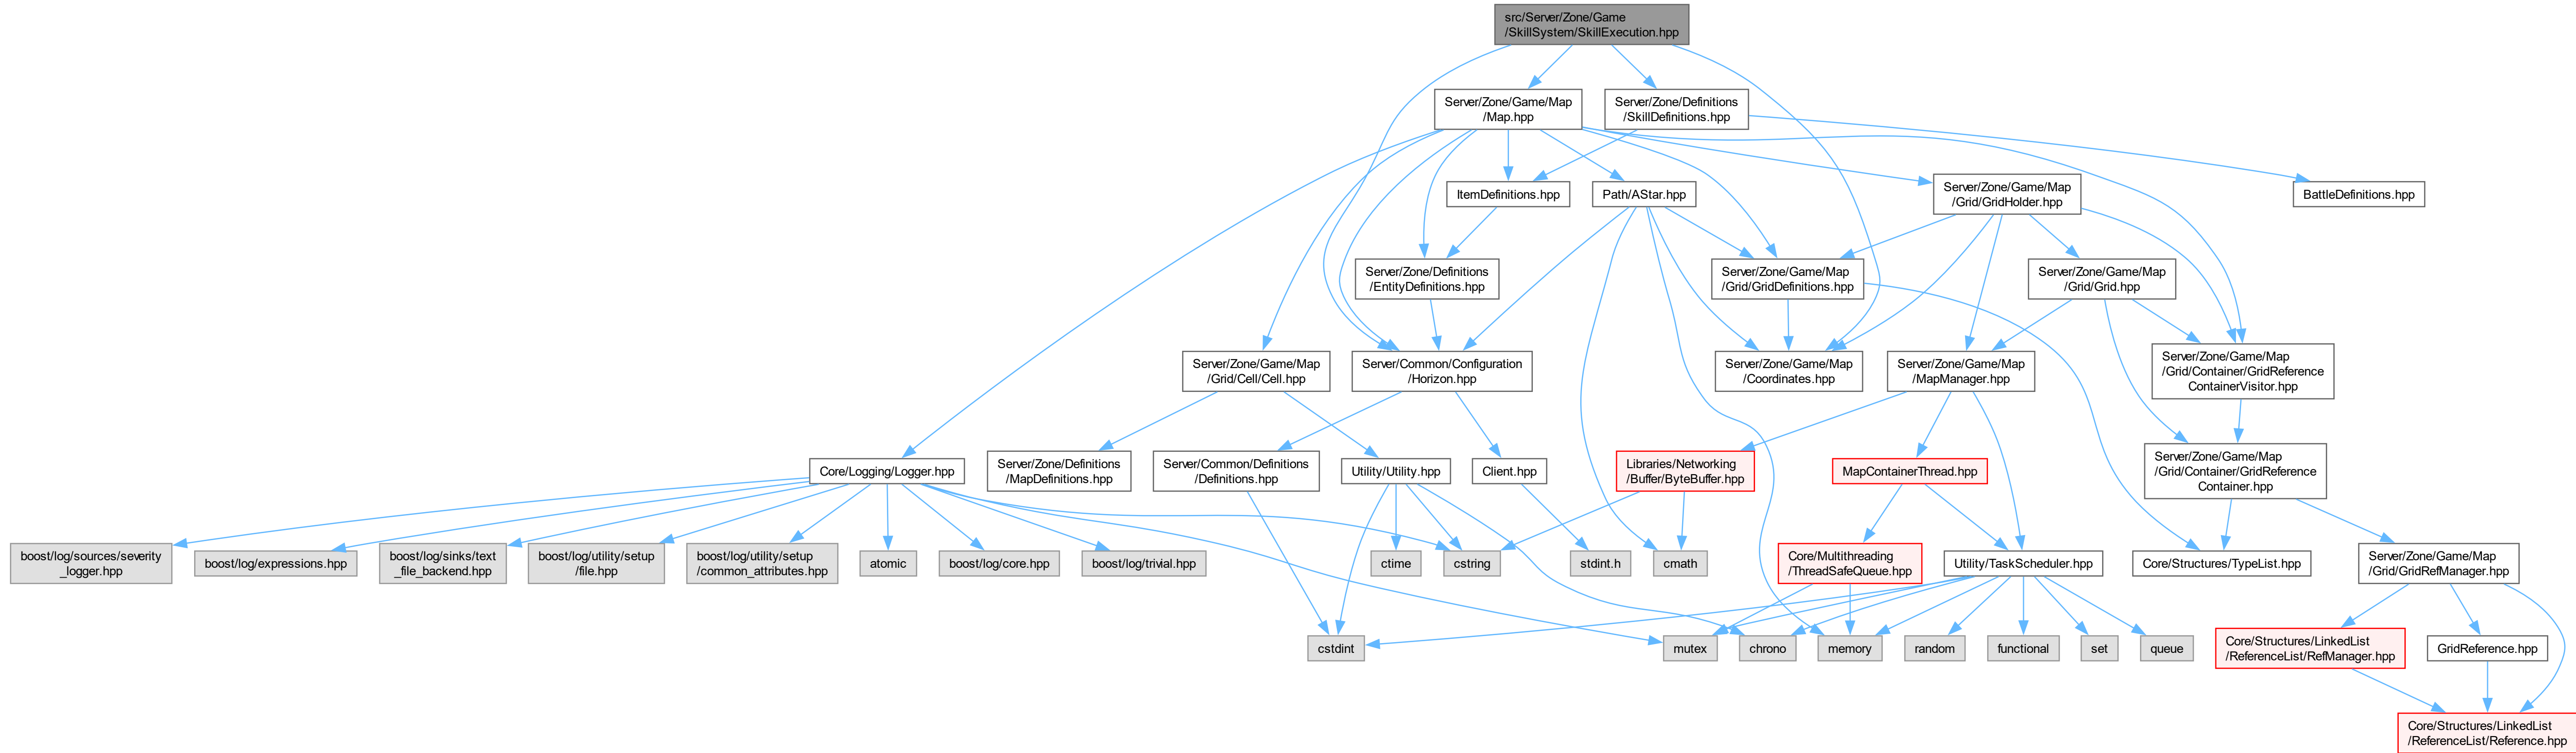 src/Server/Zone/Game
/SkillSystem/SkillExecution.hpp
Server/Zone/Game/Map
/Map.hpp
Server/Zone/Definitions
/SkillDefinitions.hpp
ItemDefinitions.hpp
Path/AStar.hpp
Server/Zone/Game/Map
/Grid/GridHolder.hpp
BattleDefinitions.hpp
Server/Zone/Definitions
/EntityDefinitions.hpp
Server/Zone/Game/Map
/Grid/GridDefinitions.hpp
Server/Zone/Game/Map
/Grid/Grid.hpp
Server/Zone/Game/Map
/Grid/Cell/Cell.hpp
Server/Common/Configuration
/Horizon.hpp
Server/Zone/Game/Map
/Coordinates.hpp
Server/Zone/Game/Map
/MapManager.hpp
Server/Zone/Game/Map
/Grid/Container/GridReference
ContainerVisitor.hpp
Core/Logging/Logger.hpp
Server/Zone/Definitions
/MapDefinitions.hpp
Server/Common/Definitions
/Definitions.hpp
Utility/Utility.hpp
Client.hpp
Libraries/Networking
/Buffer/ByteBuffer.hpp
MapContainerThread.hpp
Server/Zone/Game/Map
/Grid/Container/GridReference
Container.hpp
boost/log/sources/severity
_logger.hpp
boost/log/expressions.hpp
boost/log/sinks/text
_file_backend.hpp
boost/log/utility/setup
/file.hpp
boost/log/utility/setup
/common_attributes.hpp
atomic
boost/log/core.hpp
boost/log/trivial.hpp
ctime
cstring
stdint.h
cmath
Core/Multithreading
/ThreadSafeQueue.hpp
Utility/TaskScheduler.hpp
Core/Structures/TypeList.hpp
Server/Zone/Game/Map
/Grid/GridRefManager.hpp
cstdint
mutex
chrono
memory
random
functional
set
queue
Core/Structures/LinkedList
/ReferenceList/RefManager.hpp
GridReference.hpp
Core/Structures/LinkedList
/ReferenceList/Reference.hpp